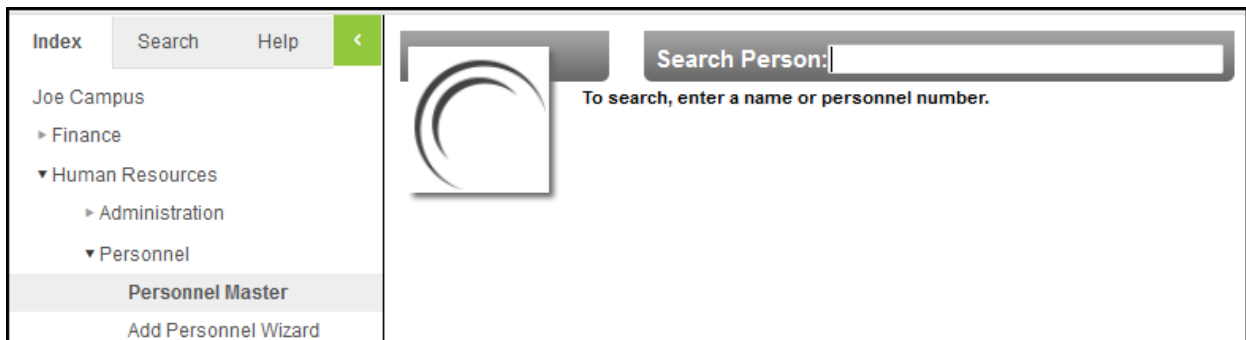 Index Search Help
Search Person:
To search, enter a name or personnel number.
Joe Campus
Finance
Human Resources
Administration
Personnel
Personnel Master
Add Personnel Wizard